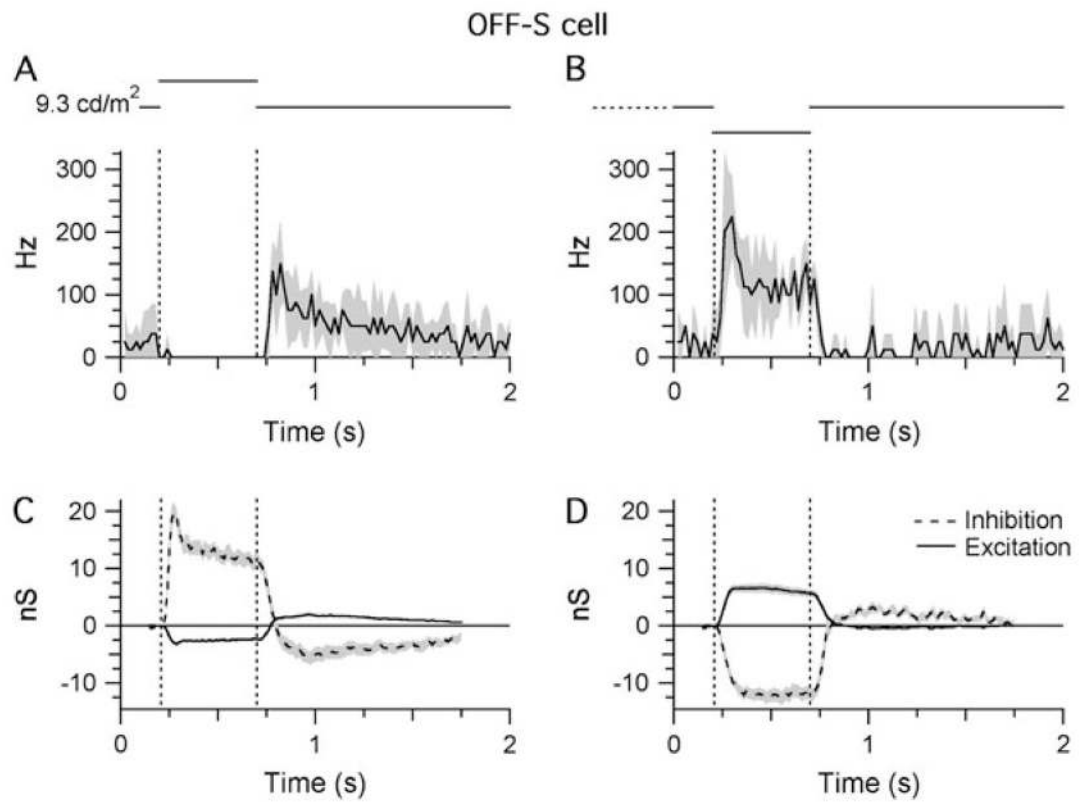 OFF-S cell
A
9.3 cd/m²
300
200
100
0
Hz
0 1 2
Time (s)
B
300
200
100
0
Hz
0 1 2
Time (s)
C
20
10
0
-10
nS
0 1 2
Time (s)
D
Inhibition
Excitation
20
10
0
-10
nS
0 1 2
Time (s)